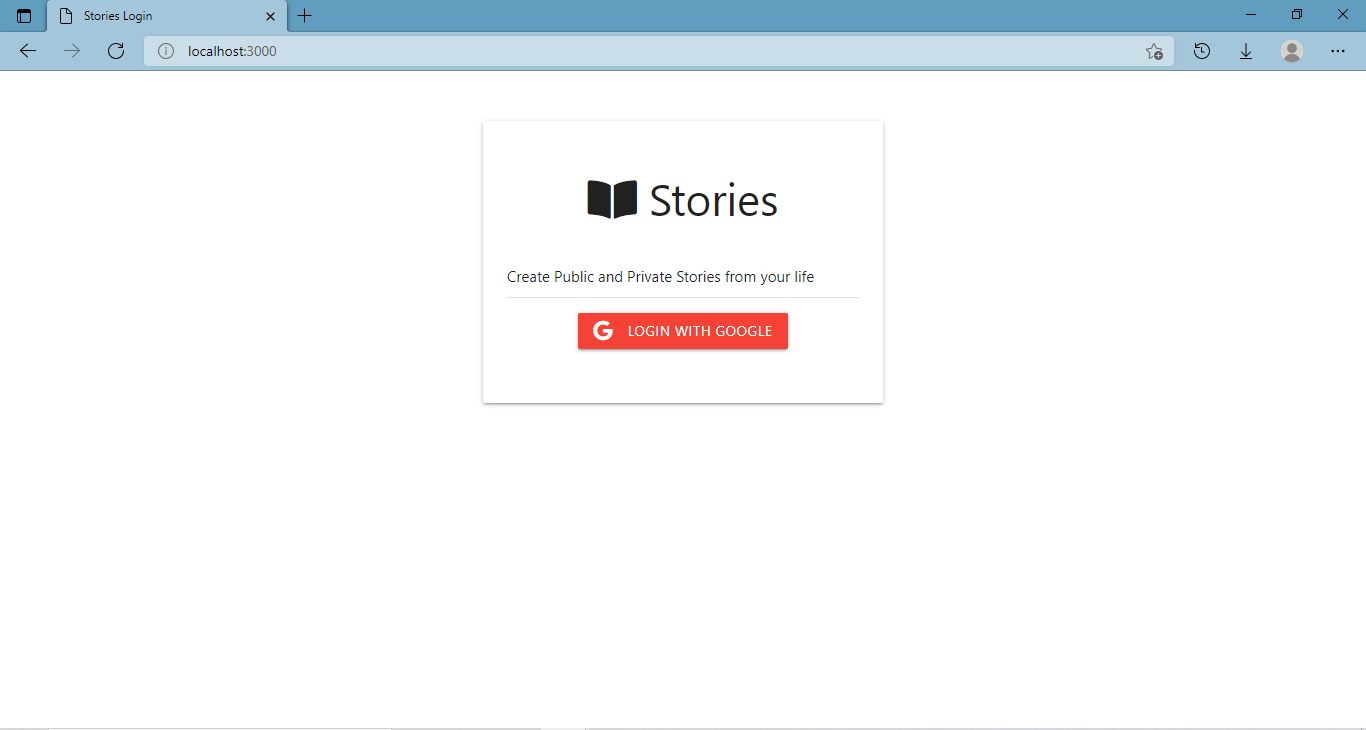 Stories Login
localhost:3000
Stories
Create Public and Private Stories from your life
LOGIN WITH GOOGLE